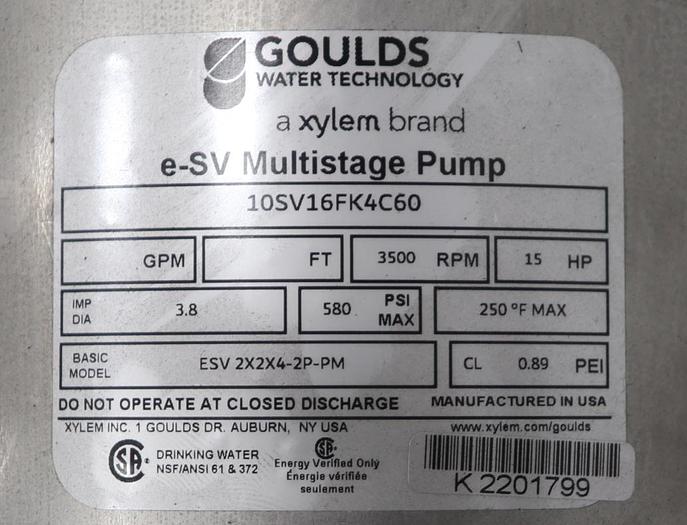 GOULDS
WATER TECHNOLOGY
a xylem brand
e-SV Multistage Pump
10SV16FK4C60
GPM FT 3500 RPM 15 HP
IMP DIA 3.8 580 PSI MAX 250 °F MAX
BASIC MODEL ESV 2X2X4-2P-PM CL 0.89 PEI
DO NOT OPERATE AT CLOSED DISCHARGE MANUFACTURED IN USA
XYLEM INC. 1 GOULDS DR. AUBURN, NY USA www.xylem.com/goulds
SA DRINKING WATER
NSF/ANSI 61 & 372
SA
Energy Verified Only
Énergie vérifiée
seulement
K 2201799